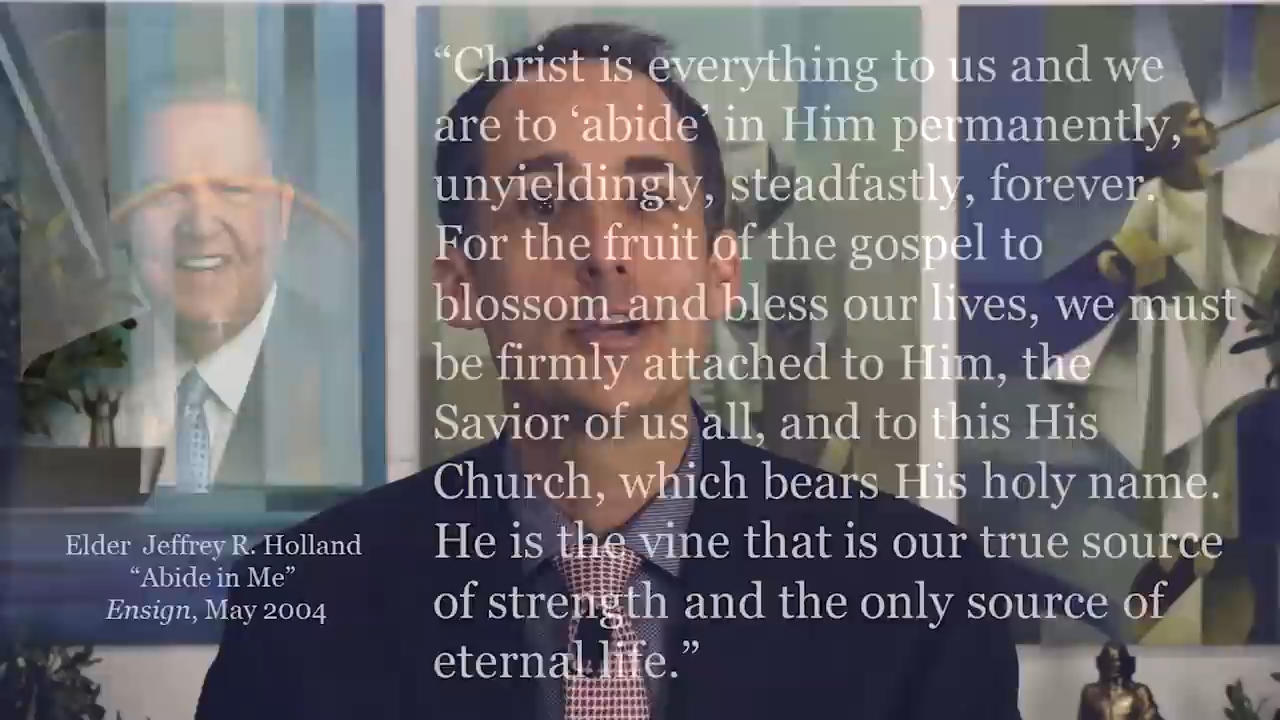 “Christ is everything to us and we
are to ‘abide’ in Him permanently,
unyieldingly, steadfastly, forever.
For the fruit of the gospel to
blossom and bless our lives, we must
be firmly attached to Him, the
Savior of us all, and to this His
Church, which bears His holy name.
He is the vine that is our true source
of strength and the only source of
eternal life.”
Elder Jeffrey R. Holland
“Abide in Me”
Ensign, May 2004